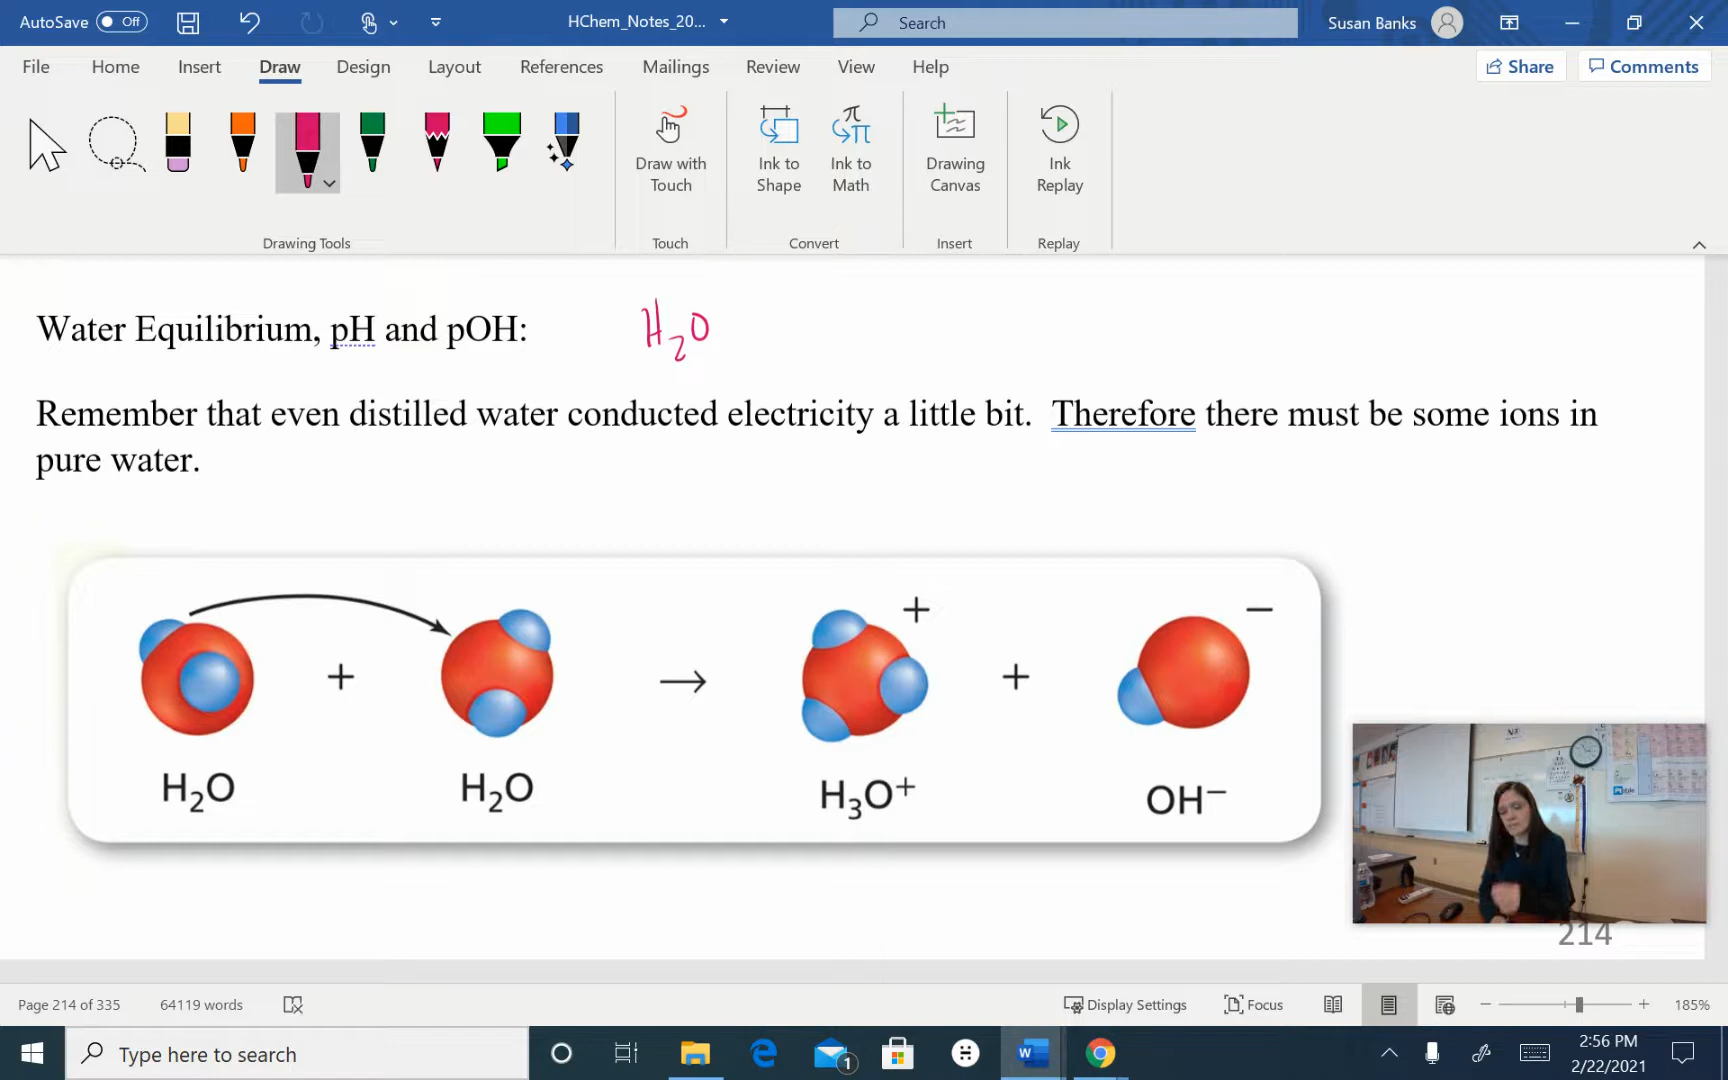 AutoSave Off HChem_Notes_20... Search Susan Banks
File Home Insert Draw Design Layout References Mailings Review View Help Share Comments
Draw with Touch
Ink to Shape
Ink to Math
Drawing Canvas
Ink Replay
Drawing Tools Touch Convert Insert Replay
Water Equilibrium, pH and pOH: H₂O
Remember that even distilled water conducted electricity a little bit. Therefore there must be some ions in
pure water.
+ → + + −
H₂O H₂O H₃O⁺ OH⁻
214
Page 214 of 335 64119 words Display Settings Focus 185%
Type here to search 1 2:56 PM
2/22/2021